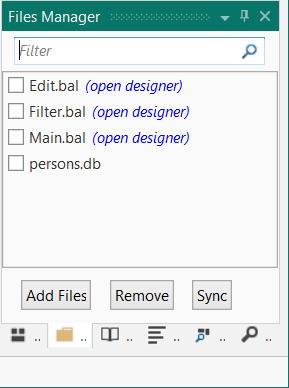 Files Manager
Filter
Edit.bal (open designer)
Filter.bal (open designer)
Main.bal (open designer)
persons.db
Add Files Remove Sync
.. .. .. .. .. ..